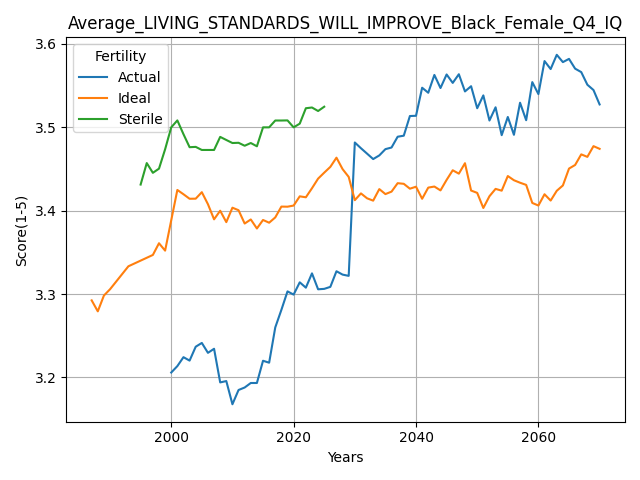 Average_LIVING_STANDARDS_WILL_IMPROVE_Black_Female_Q4_IQ
Fertility
Actual
Ideal
Sterile
Score(1-5)
3.6
3.5
3.4
3.3
3.2
2000
2020
2040
2060
Years